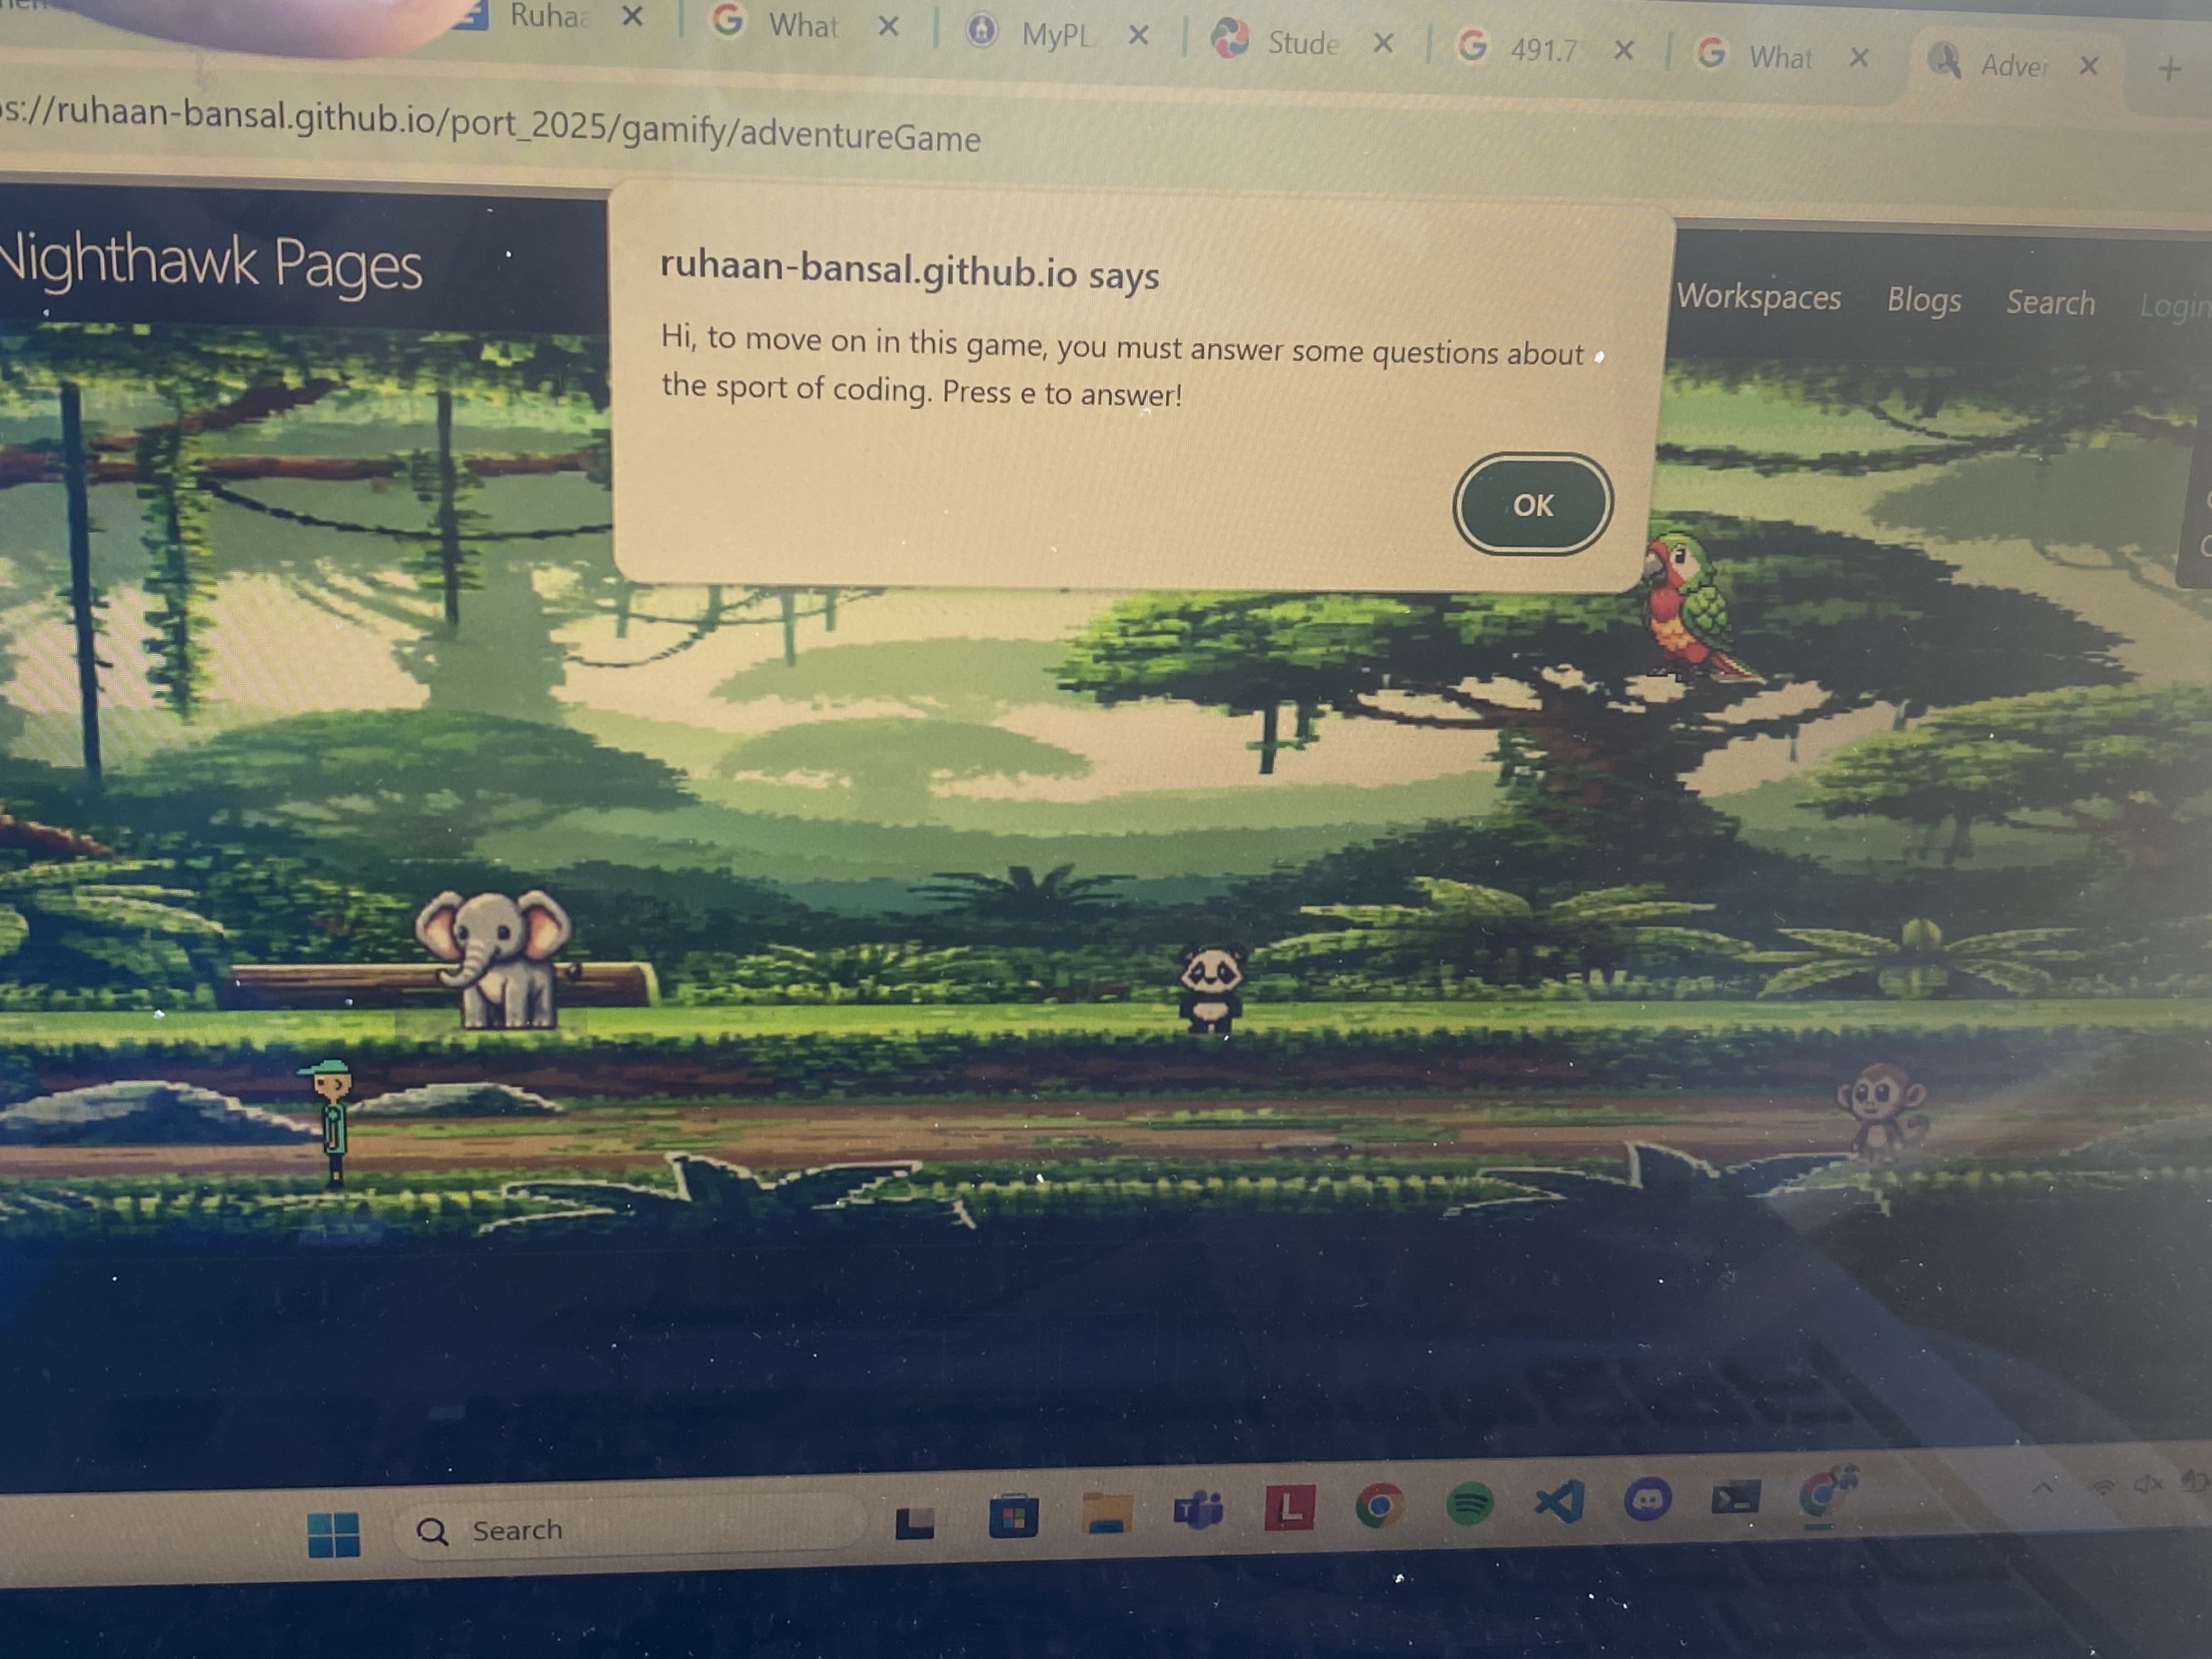 Ruhaa
What
MyPL
Stude
491.7
What
Adver
s://ruhaan-bansal.github.io/port_2025/gamify/adventureGame
Nighthawk Pages
Workspaces
Blogs
Search
Login
ruhaan-bansal.github.io says
Hi, to move on in this game, you must answer some questions about
the sport of coding. Press e to answer!
OK
Search
T
L